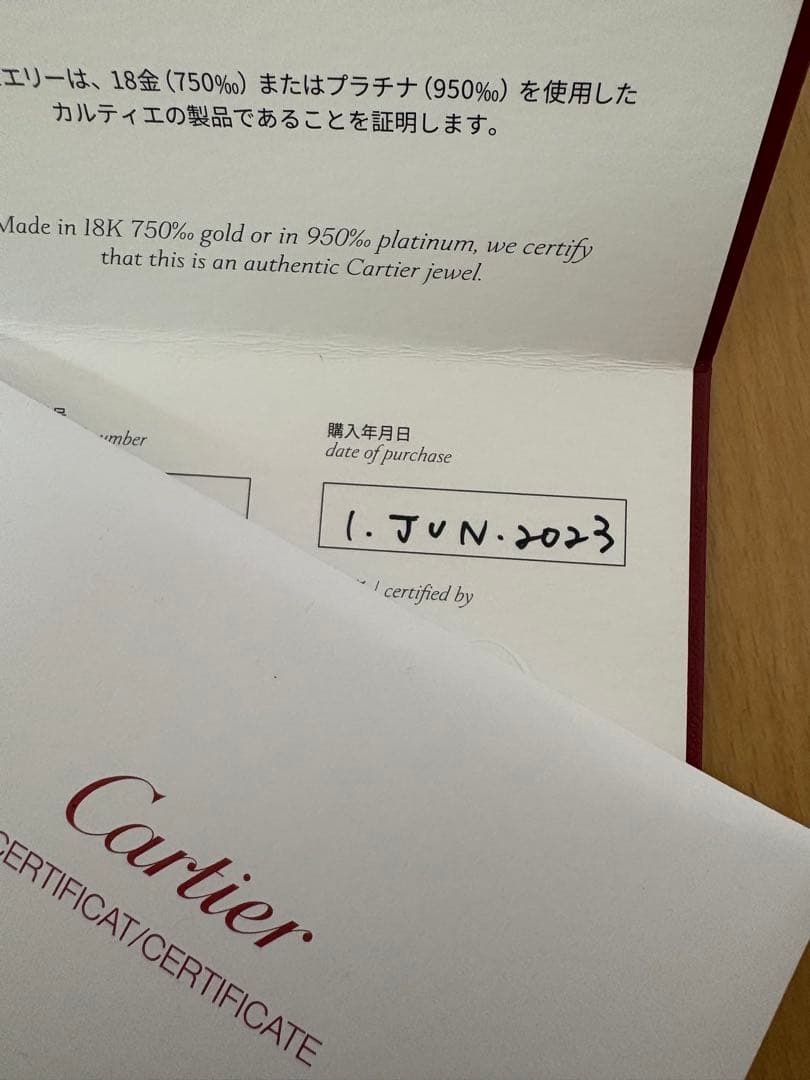 エリーは、18金（750‰）またはプラチナ（950‰）を使用した
カルティエの製品であることを証明します。
Made in 18K 750‰ gold or in 950‰ platinum, we certify
that this is an authentic Cartier jewel.
購入年月日
date of purchase
1. JUN. 2023
certified by
Cartier
CERTIFICAT/CERTIFICATE